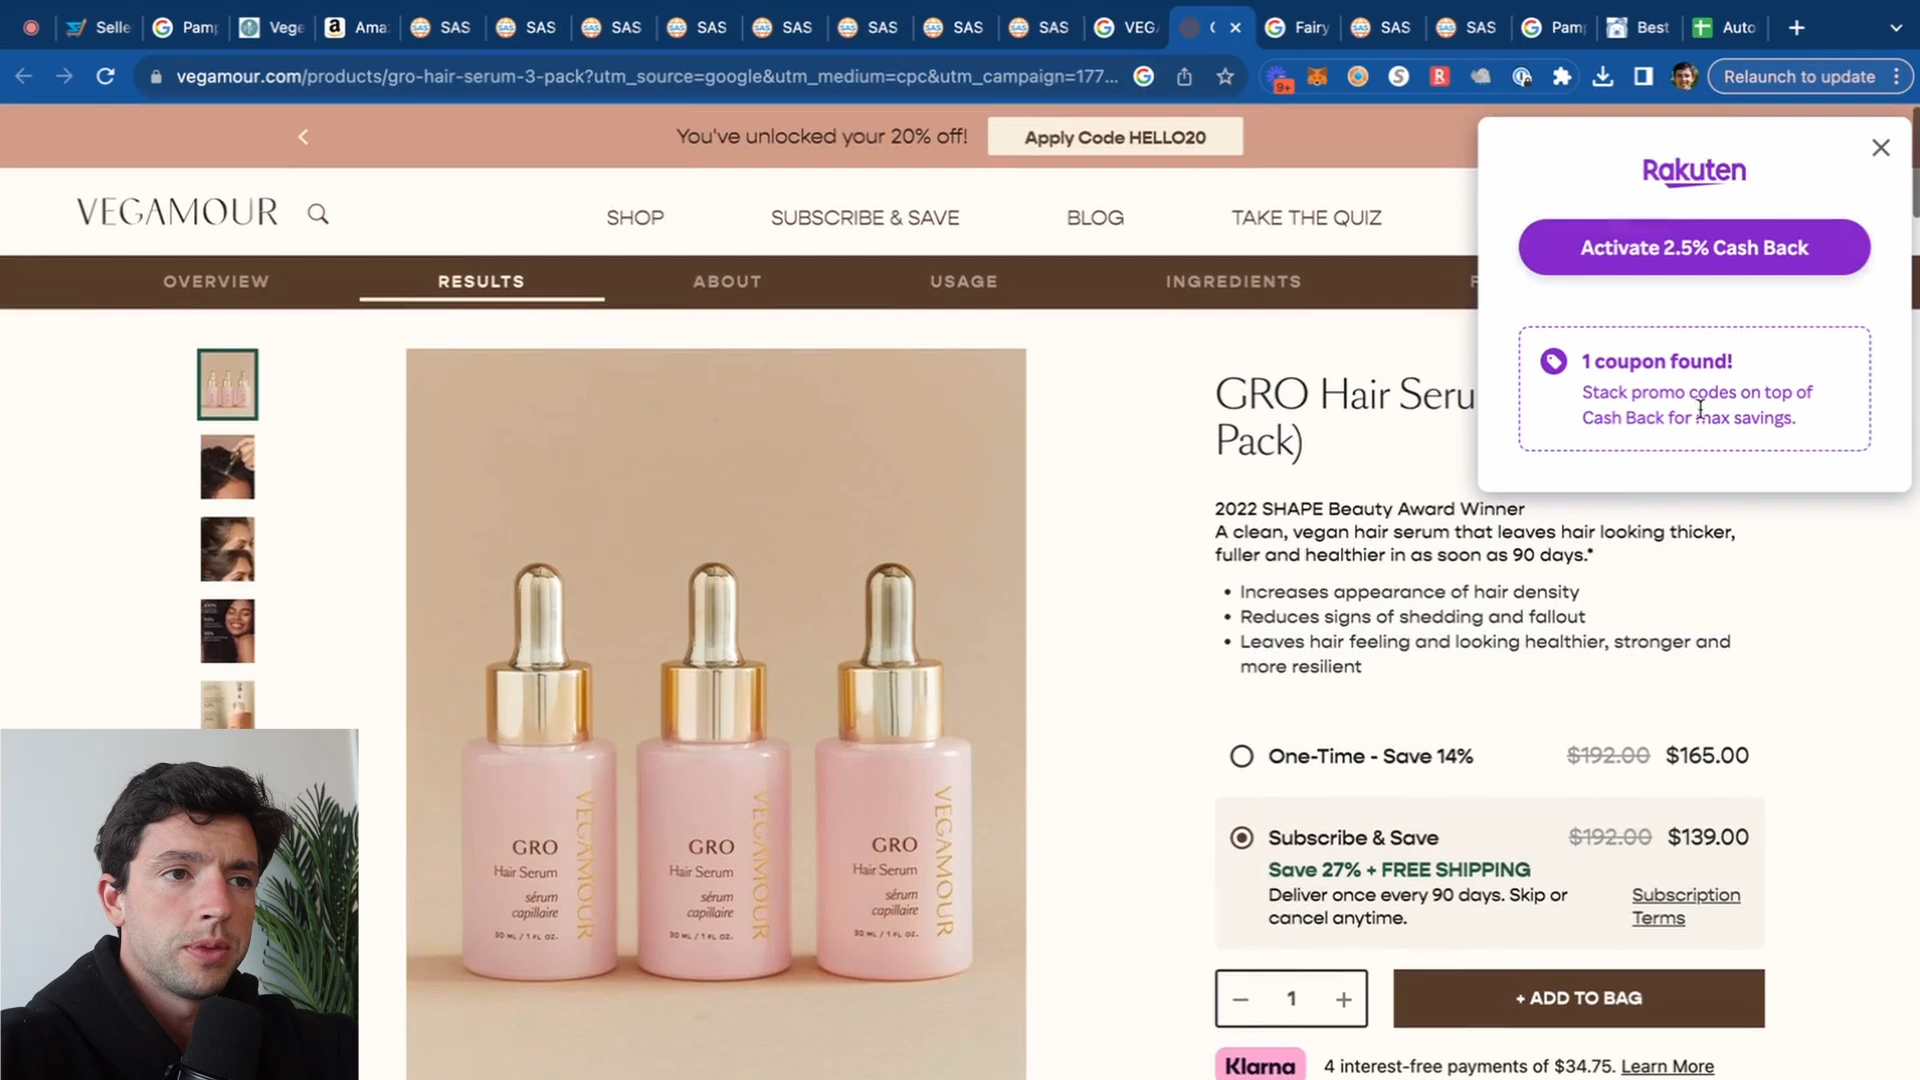 Selle
Pam
Vege
Ama
SAS
SAS
SAS
SAS
SAS
SAS
SAS
SAS
VEG
Fairy
SAS
SAS
Pam
Best
Auto
vegamour.com/products/gro-hair-serum-3-pack?utm_source=google&utm_medium=cpc&utm_campaign=177...
9+
Relaunch to update
You've unlocked your 20% off!
Apply Code HELLO20
VEGAMOUR
SHOP
SUBSCRIBE & SAVE
BLOG
TAKE THE QUIZ
Rakuten
Activate 2.5% Cash Back
1 coupon found!
Stack promo codes on top of
Cash Back for max savings.
OVERVIEW
RESULTS
ABOUT
USAGE
INGREDIENTS
GRO Hair Seru
Pack)
2022 SHAPE Beauty Award Winner
A clean, vegan hair serum that leaves hair looking thicker,
fuller and healthier in as soon as 90 days.*
• Increases appearance of hair density
• Reduces signs of shedding and fallout
• Leaves hair feeling and looking healthier, stronger and
more resilient
One-Time - Save 14% $192.00 $165.00
Subscribe & Save $192.00 $139.00
Save 27% + FREE SHIPPING
Deliver once every 90 days. Skip or
cancel anytime.
Subscription
Terms
− 1 +
+ ADD TO BAG
Klarna
4 interest-free payments of $34.75. Learn More
GRO
Hair Serum
sérum
capillaire
30 ML / 1 FL OZ.
VEGAMOUR
GRO
Hair Serum
sérum
capillaire
30 ML / 1 FL OZ.
VEGAMOUR
GRO
Hair Serum
sérum
capillaire
30 ML / 1 FL OZ.
VEGAMOUR